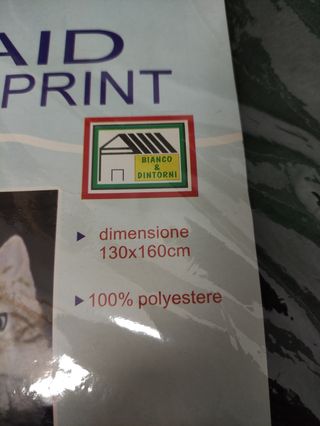 AID
PRINT
BIANCO
&
DINTORNI
dimensione
130x160cm
100% polyestere